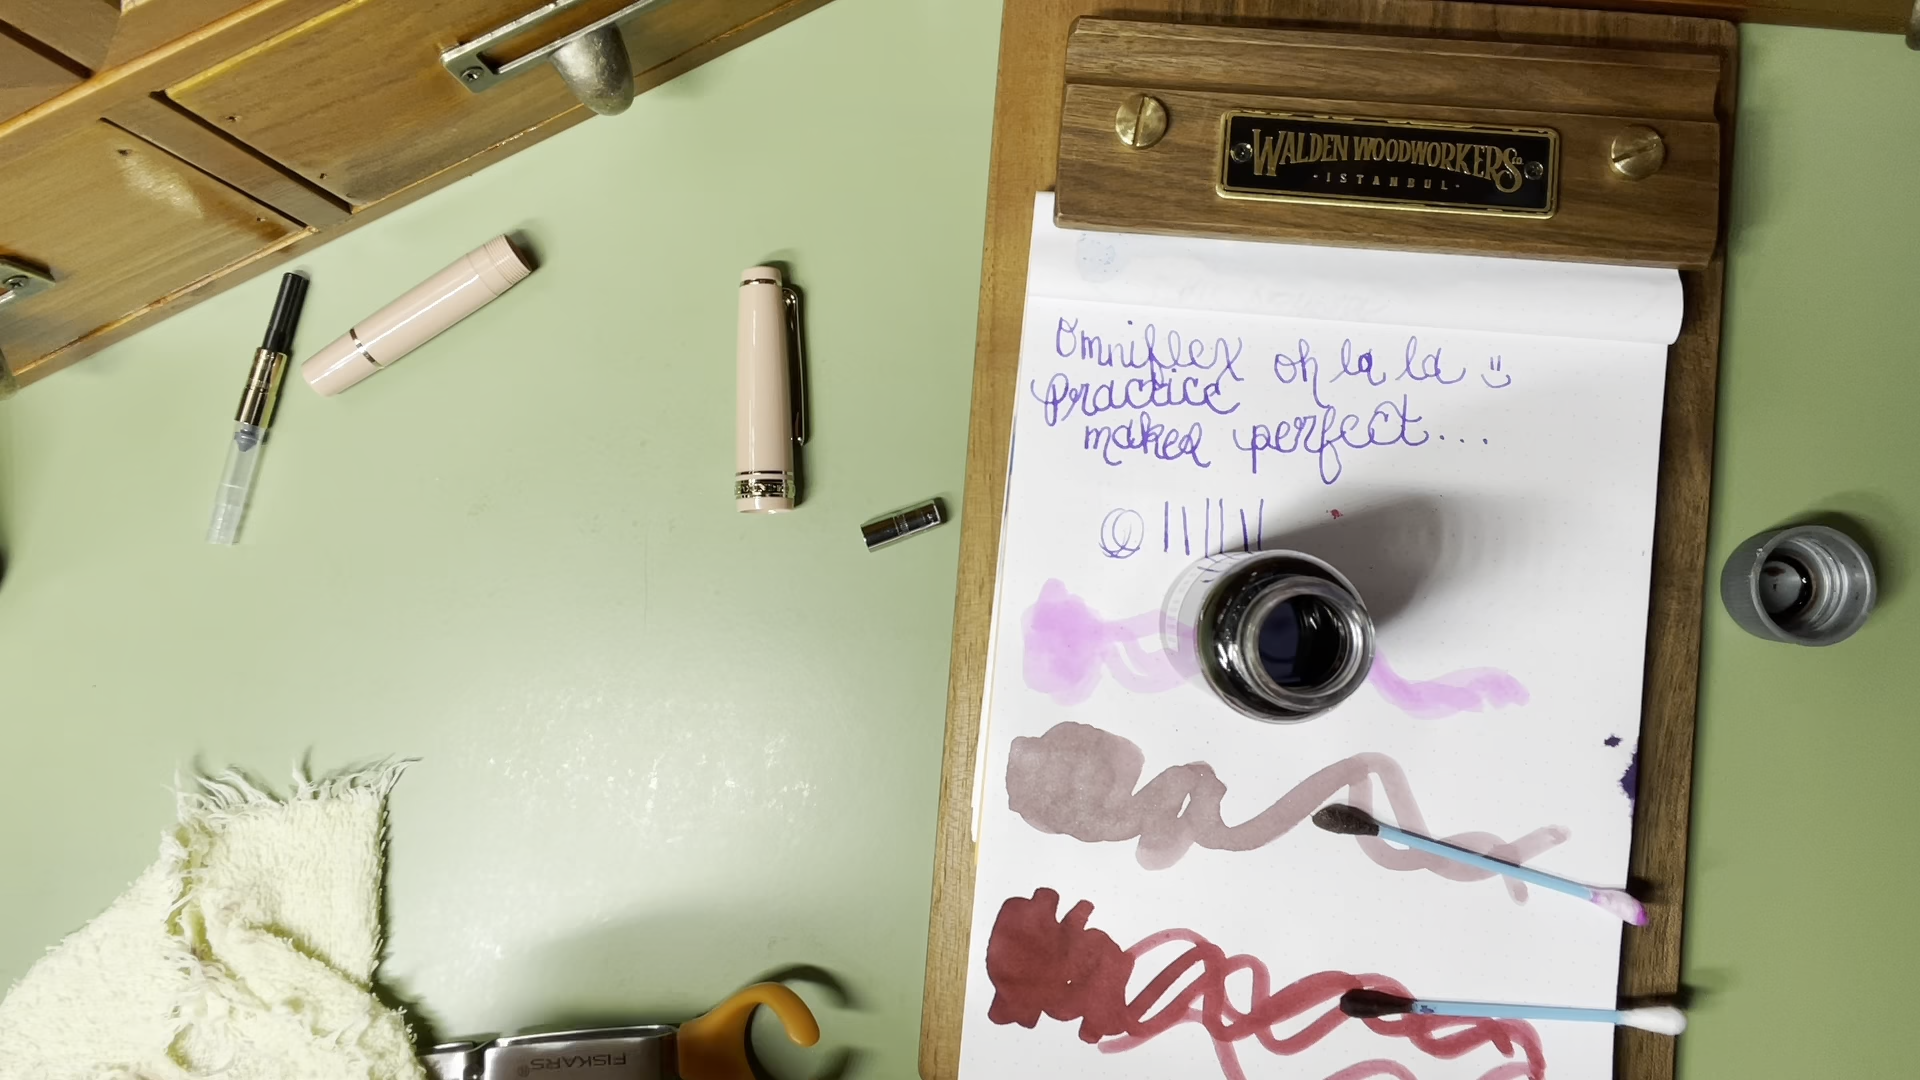 WALDEN WOODWORKERS Co.
·ISTANBUL·
Omniflex oh la la
Practice
makes perfect...
FISKARS®